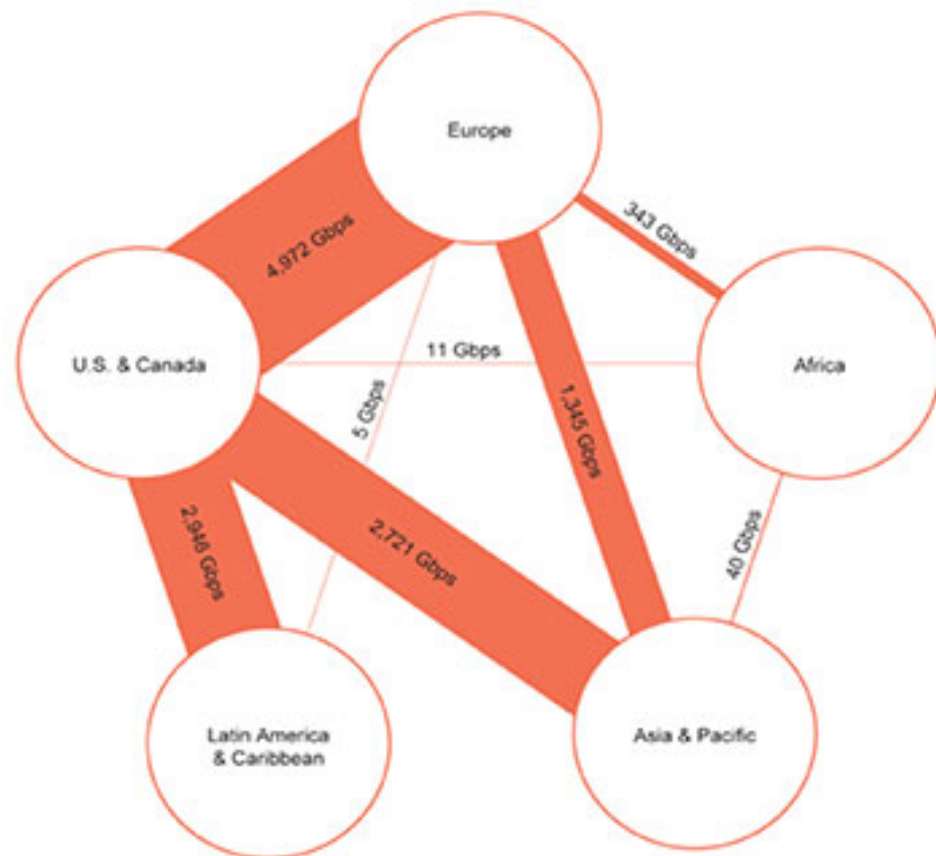 Europe
4,972 Gbps
343 Gbps
U.S. & Canada
11 Gbps
Africa
5 Gbps
1,345 Gbps
2,946 Gbps
2,721 Gbps
40 Gbps
Latin America
& Caribbean
Asia & Pacific